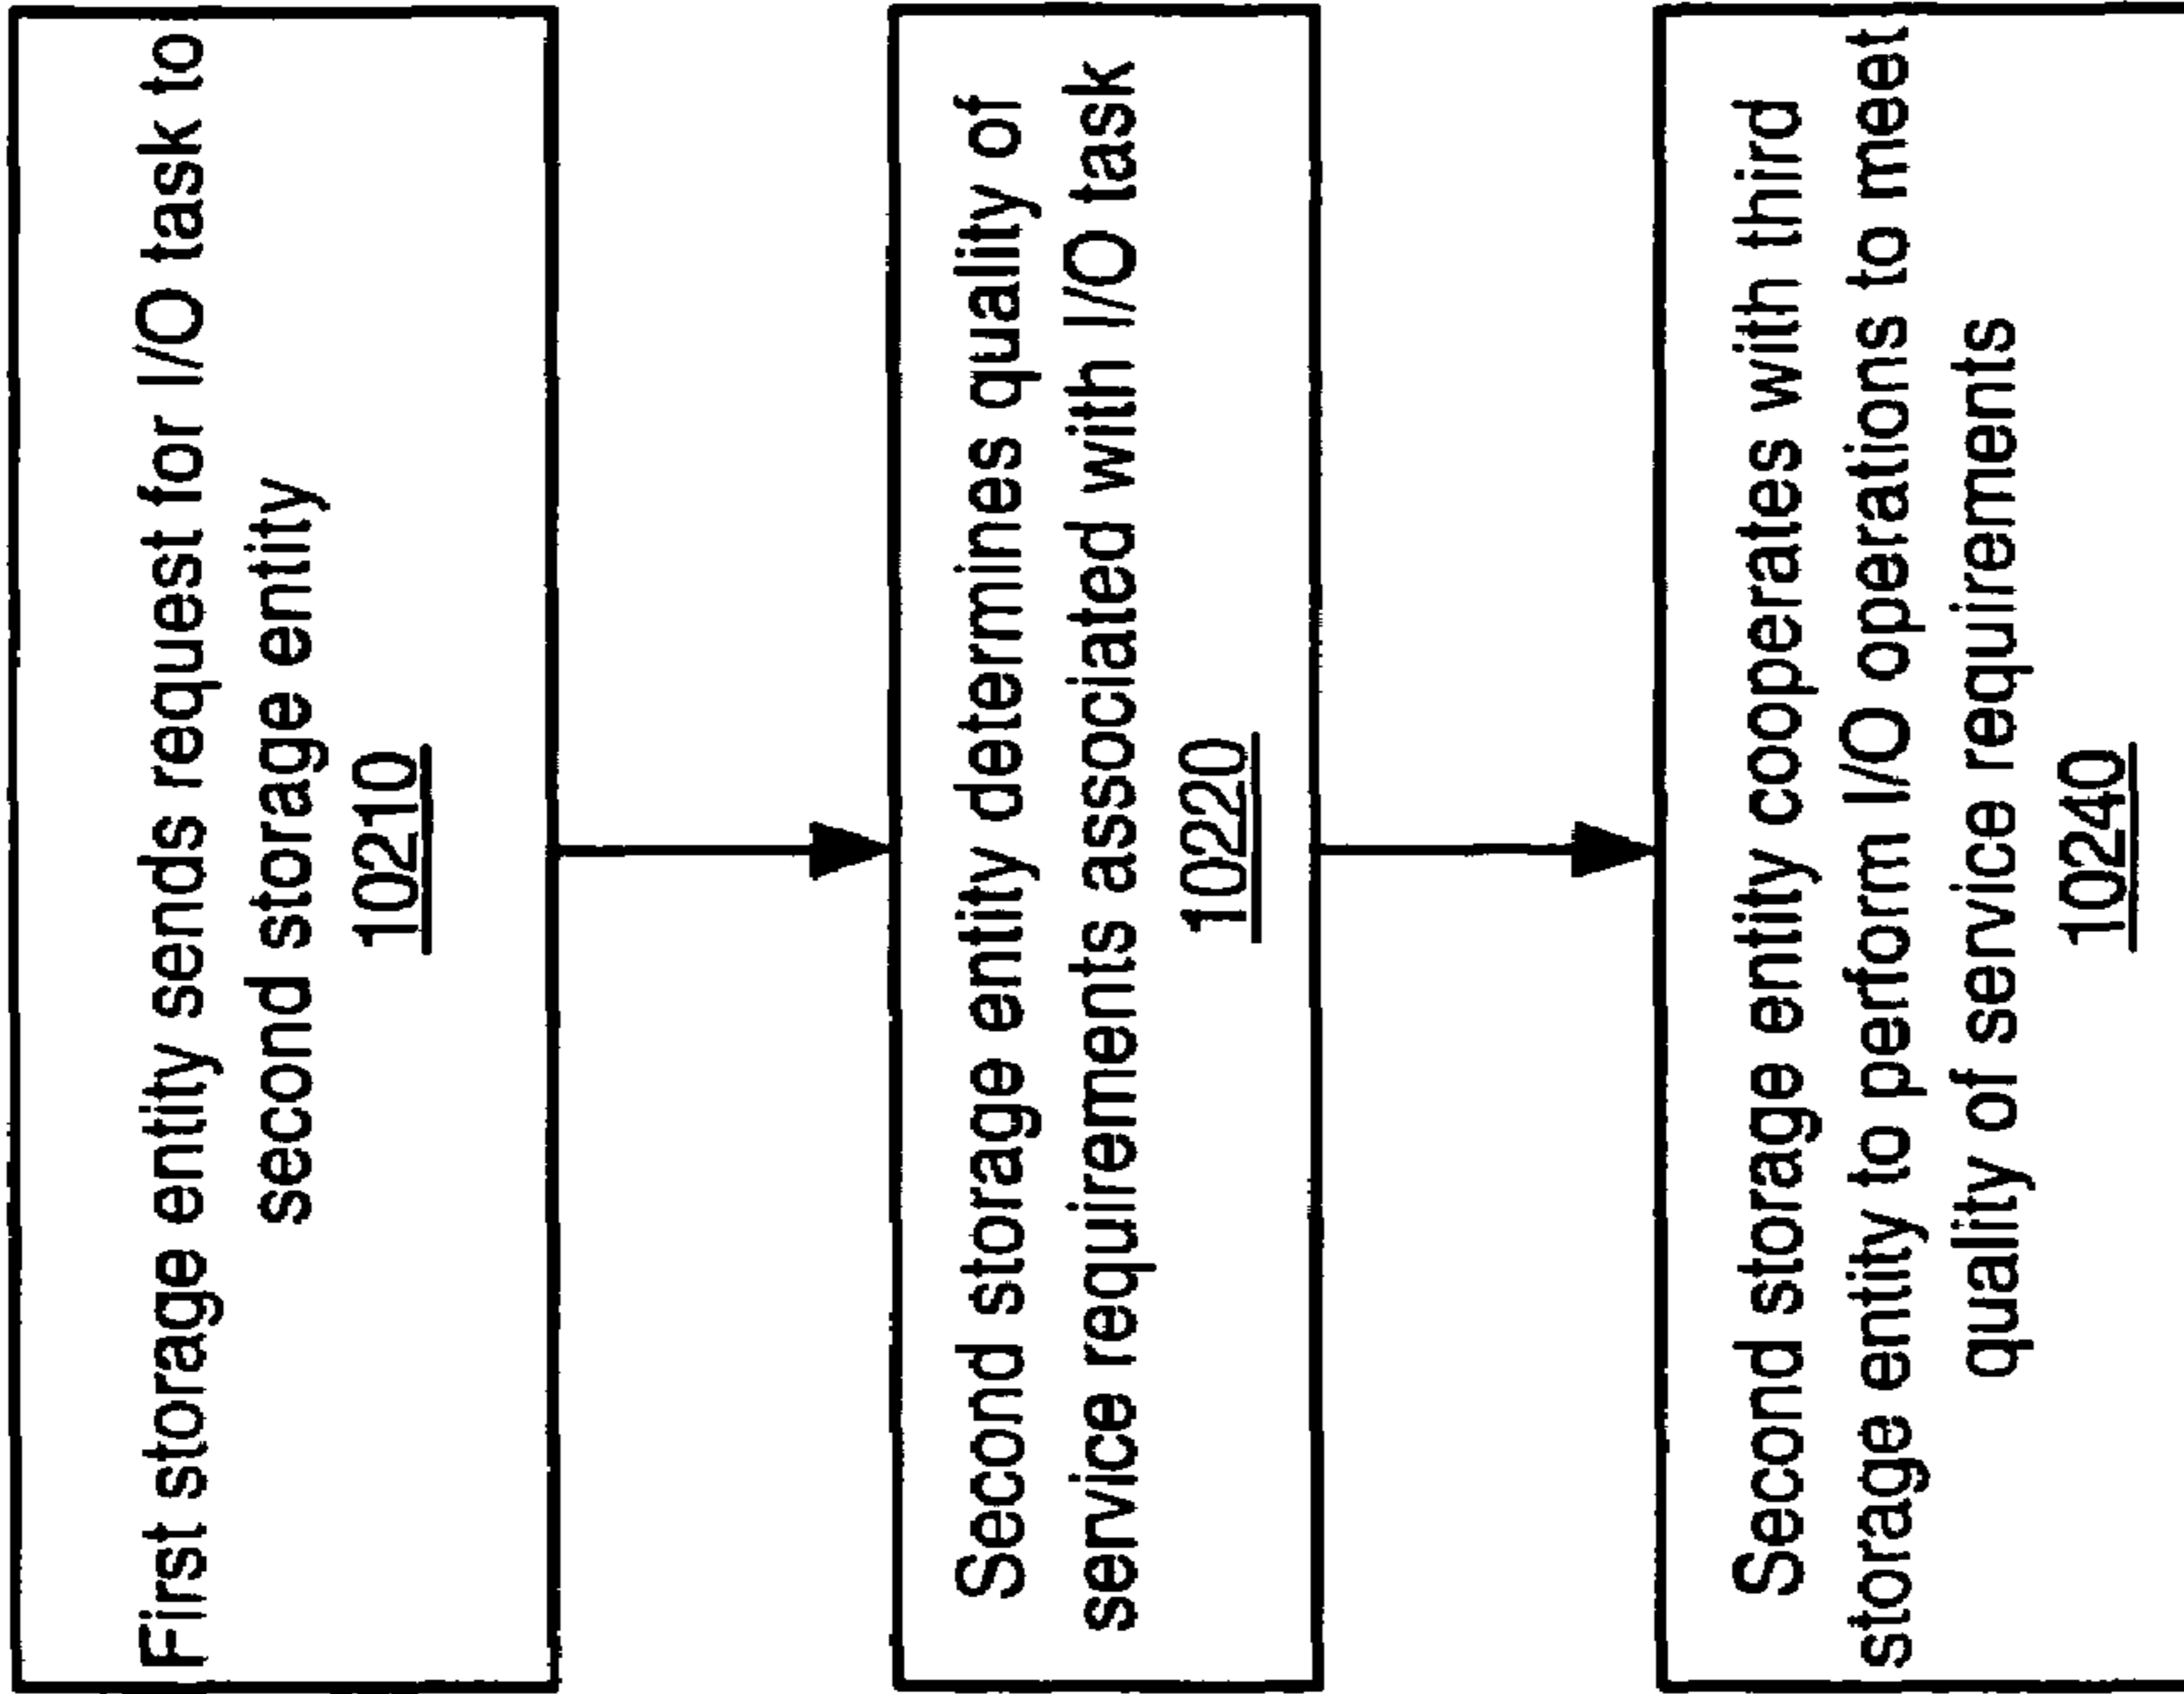 First storage entity sends request for I/O task to
second storage entity
10210
Second storage entity determines quality of
service requirements associated with I/O task
10220
Second storage entity cooperates with third
storage entity to perform I/O operations to meet
quality of service requirements
10240